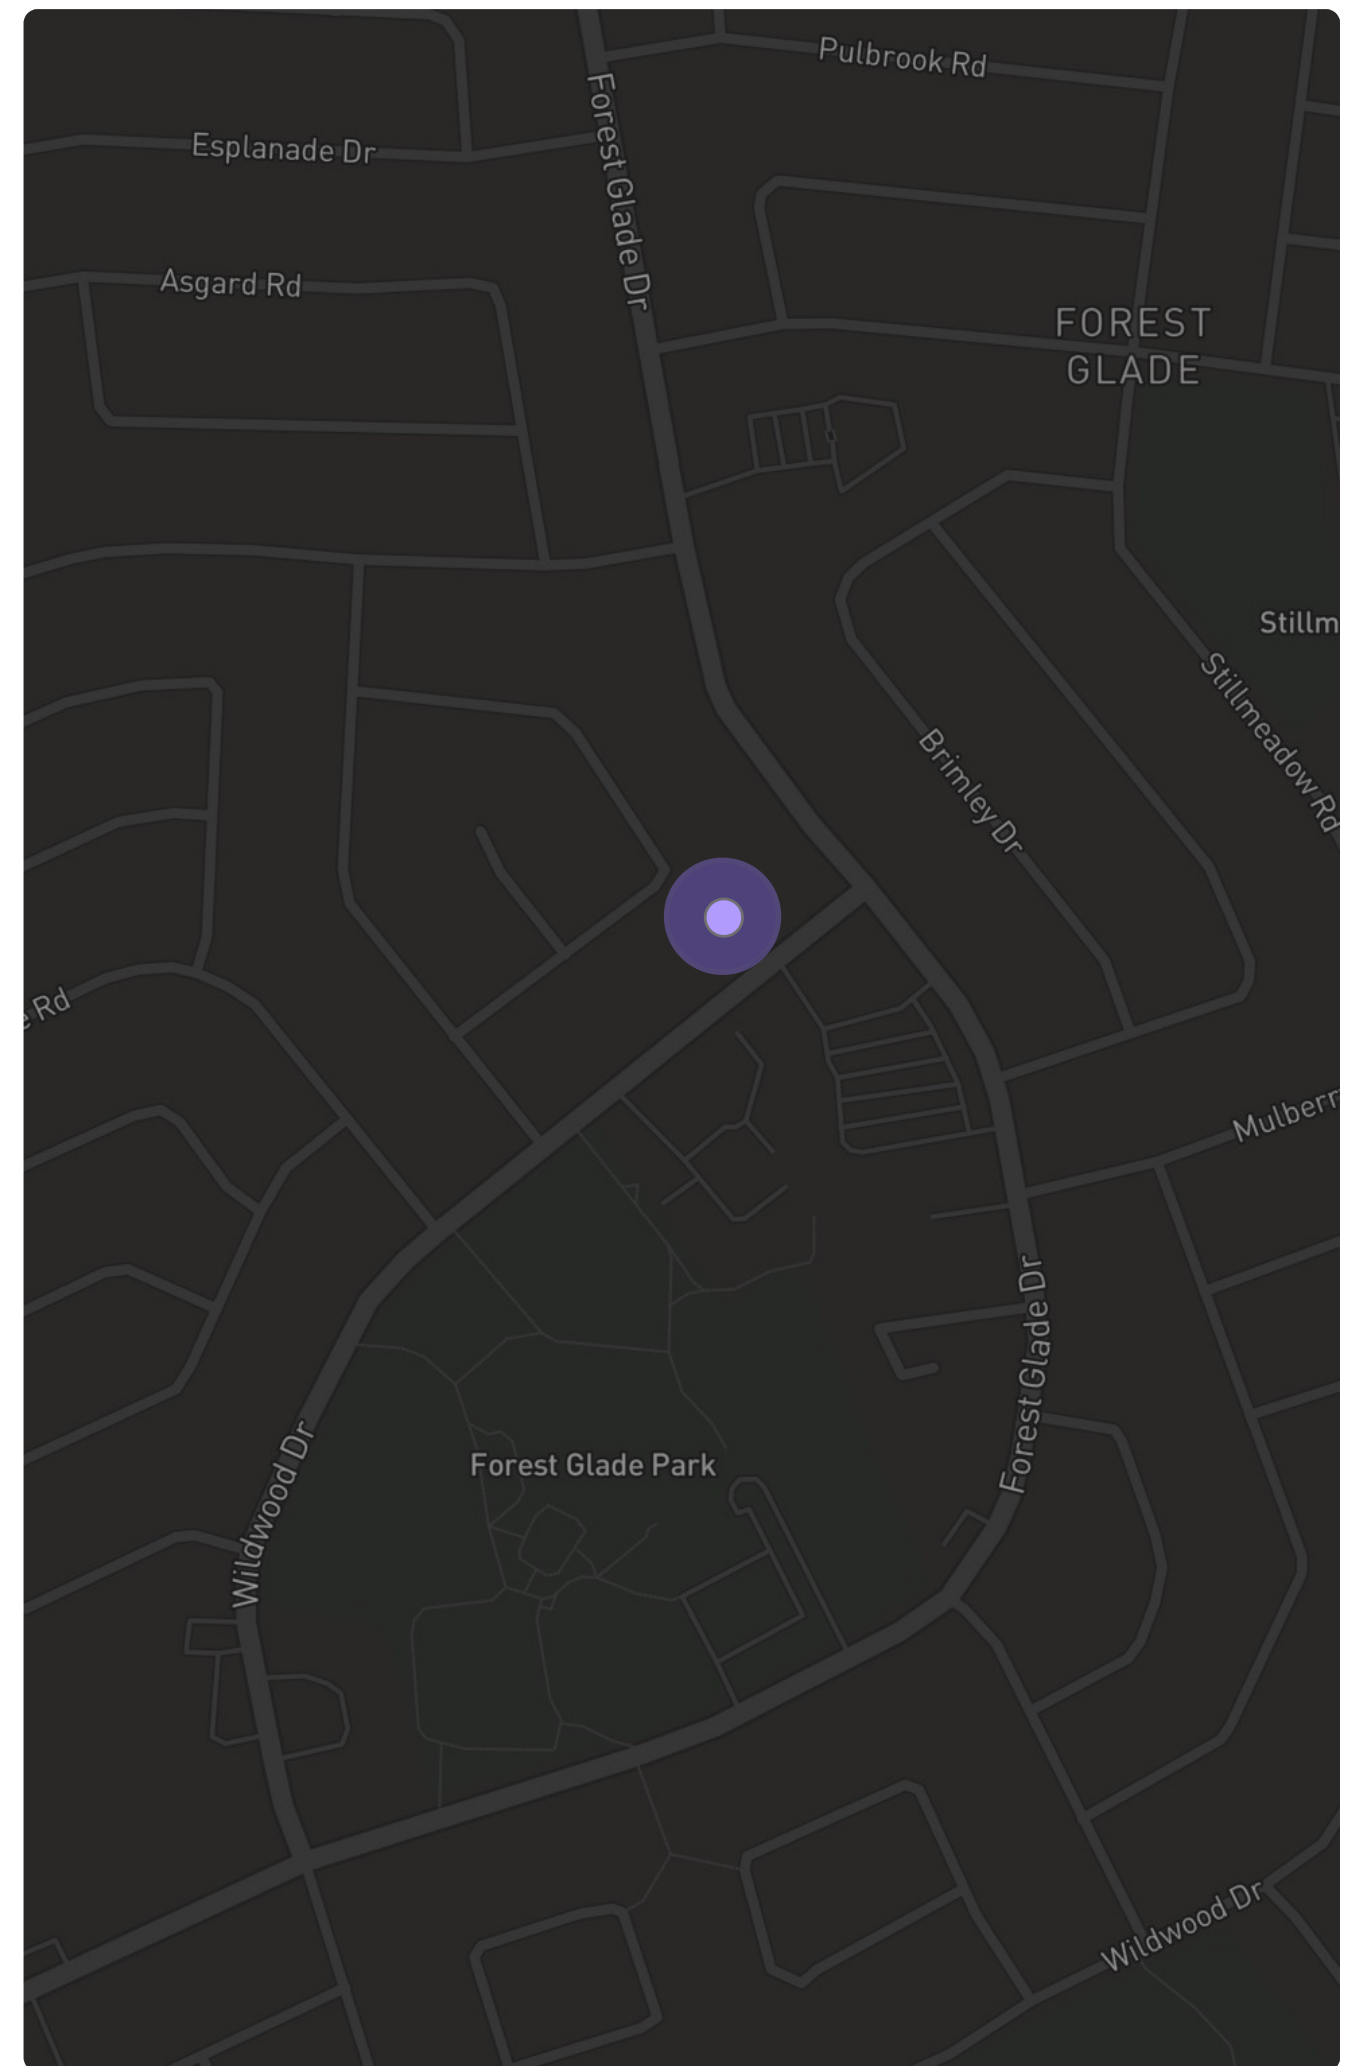 Pulbrook Rd
Forest Glade Dr
Esplanade Dr
Asgard Rd
FOREST
GLADE
Stillm
Stillmeadow Rd
Brimley Dr
e Rd
Mulberr
Forest Glade Dr
Forest Glade Park
Wildwood Dr
Wildwood Dr